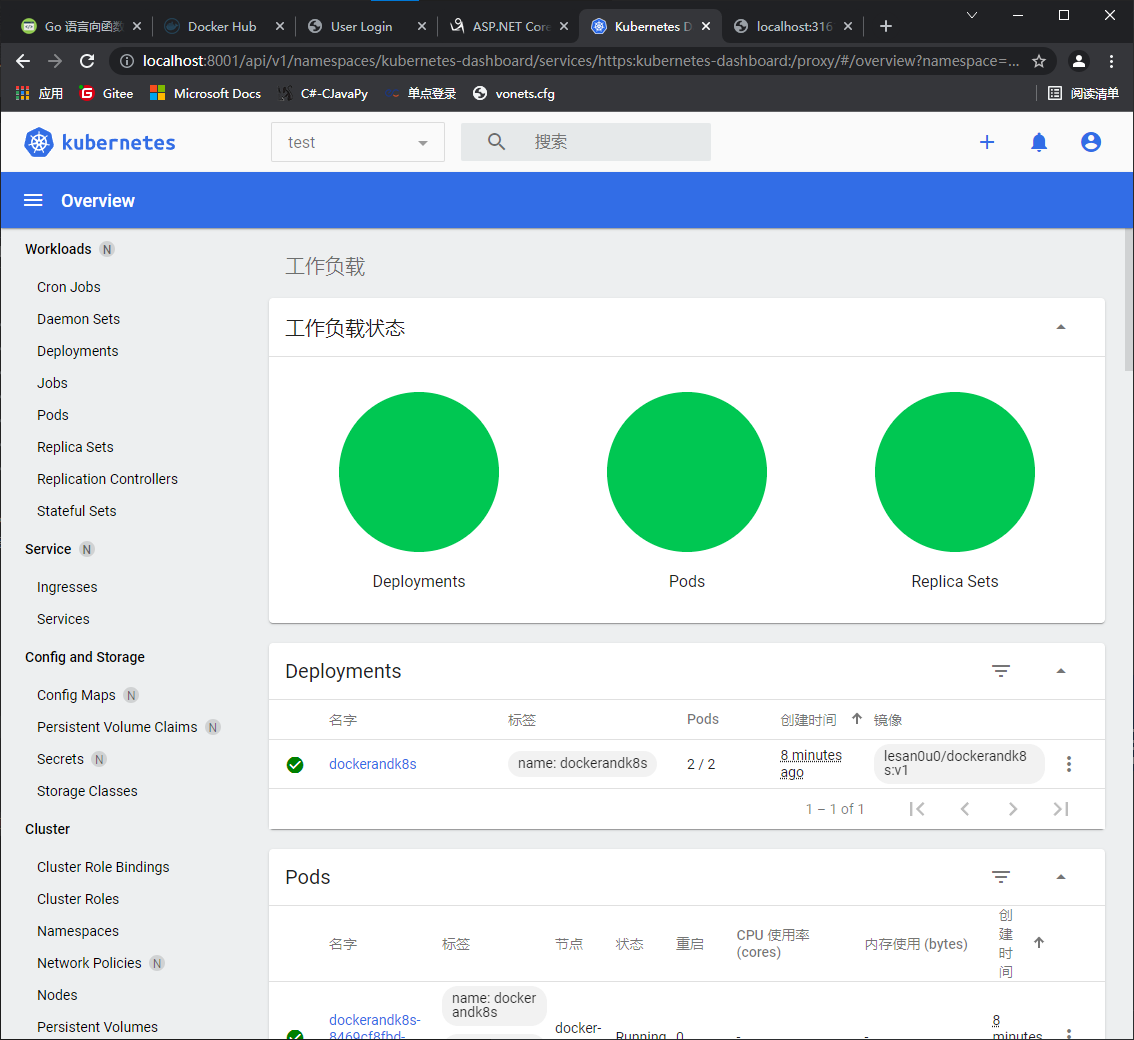 Go 语言向函数
Docker Hub
User Login
ASP.NET Core
Kubernetes D
localhost:316
localhost:8001/api/v1/namespaces/kubernetes-dashboard/services/https:kubernetes-dashboard:/proxy/#/overview?namespace=...
应用
Gitee
Microsoft Docs
C#-CJavaPy
单点登录
vonets.cfg
阅读清单
kubernetes
test
搜索
Overview
Workloads N
Cron Jobs
Daemon Sets
Deployments
Jobs
Pods
Replica Sets
Replication Controllers
Stateful Sets
Service N
Ingresses
Services
Config and Storage
Config Maps N
Persistent Volume Claims N
Secrets N
Storage Classes
Cluster
Cluster Role Bindings
Cluster Roles
Namespaces
Network Policies N
Nodes
Persistent Volumes
工作负载
工作负载状态
Deployments
Pods
Replica Sets
Deployments
名字 标签 Pods 创建时间 镜像
dockerandk8s name: dockerandk8s 2 / 2 8 minutes ago lesan0u0/dockerandk8s:v1
1 – 1 of 1
Pods
名字 标签 节点 状态 重启 CPU 使用率 (cores) 内存使用 (bytes) 创建时间
dockerandk8s-8469cf8fbd- name: dockerandk8s docker- Running 0 - - 8 minutes